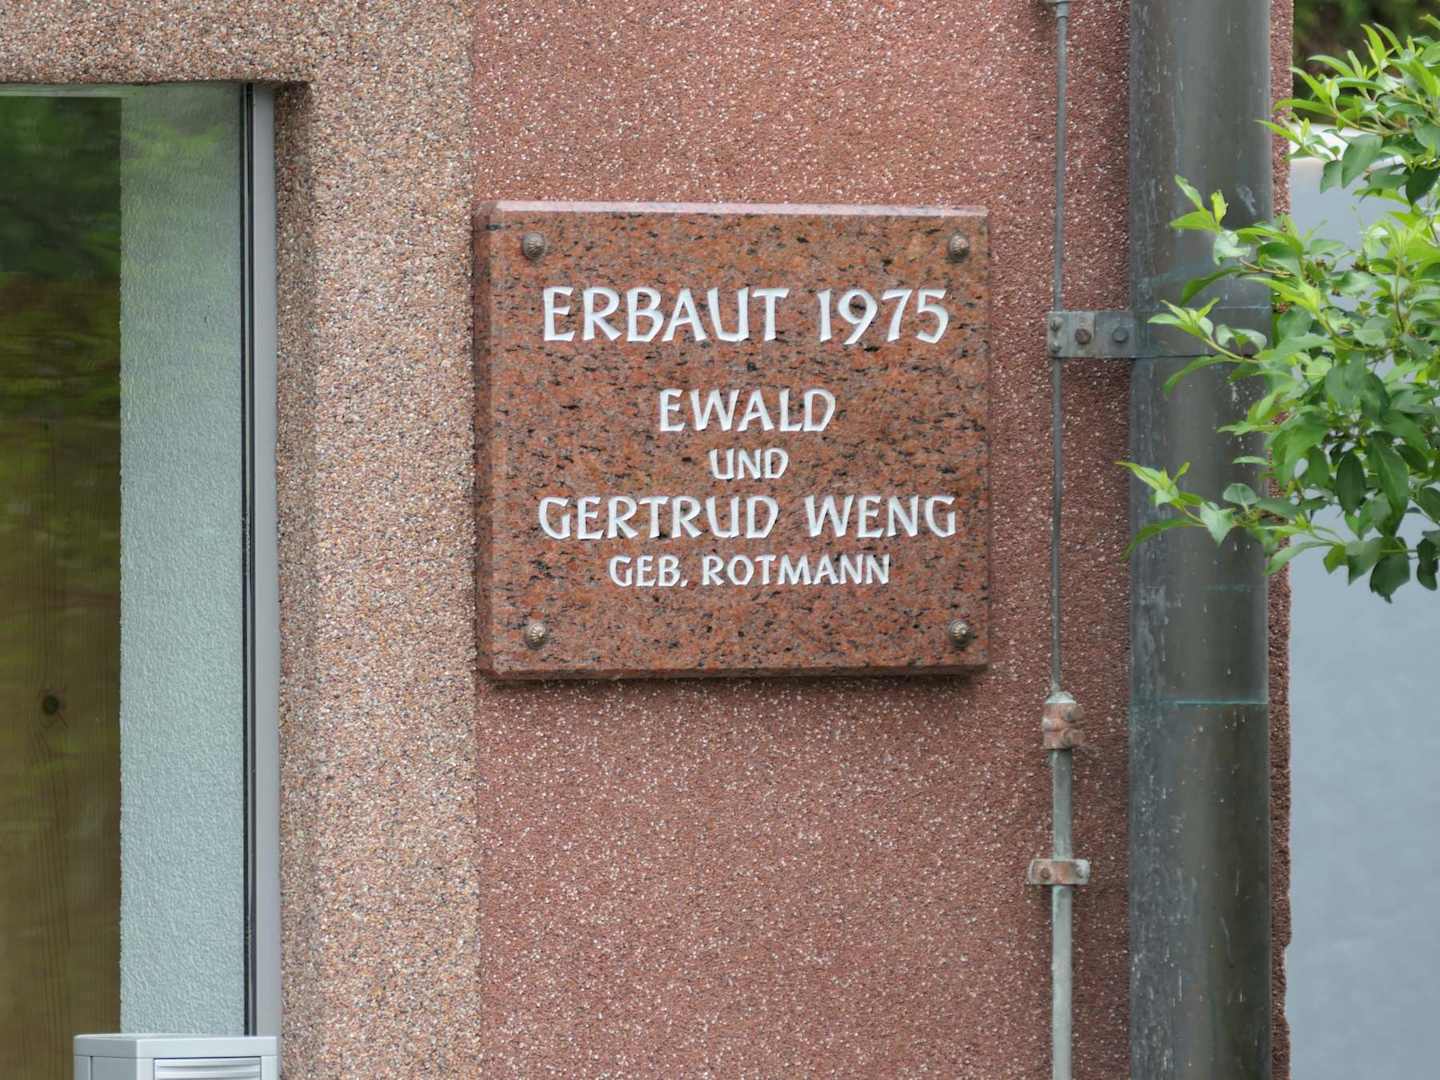 ERBAUT 1975
EWALD
UND
GERTRUD WENG
GEB. ROTMANN